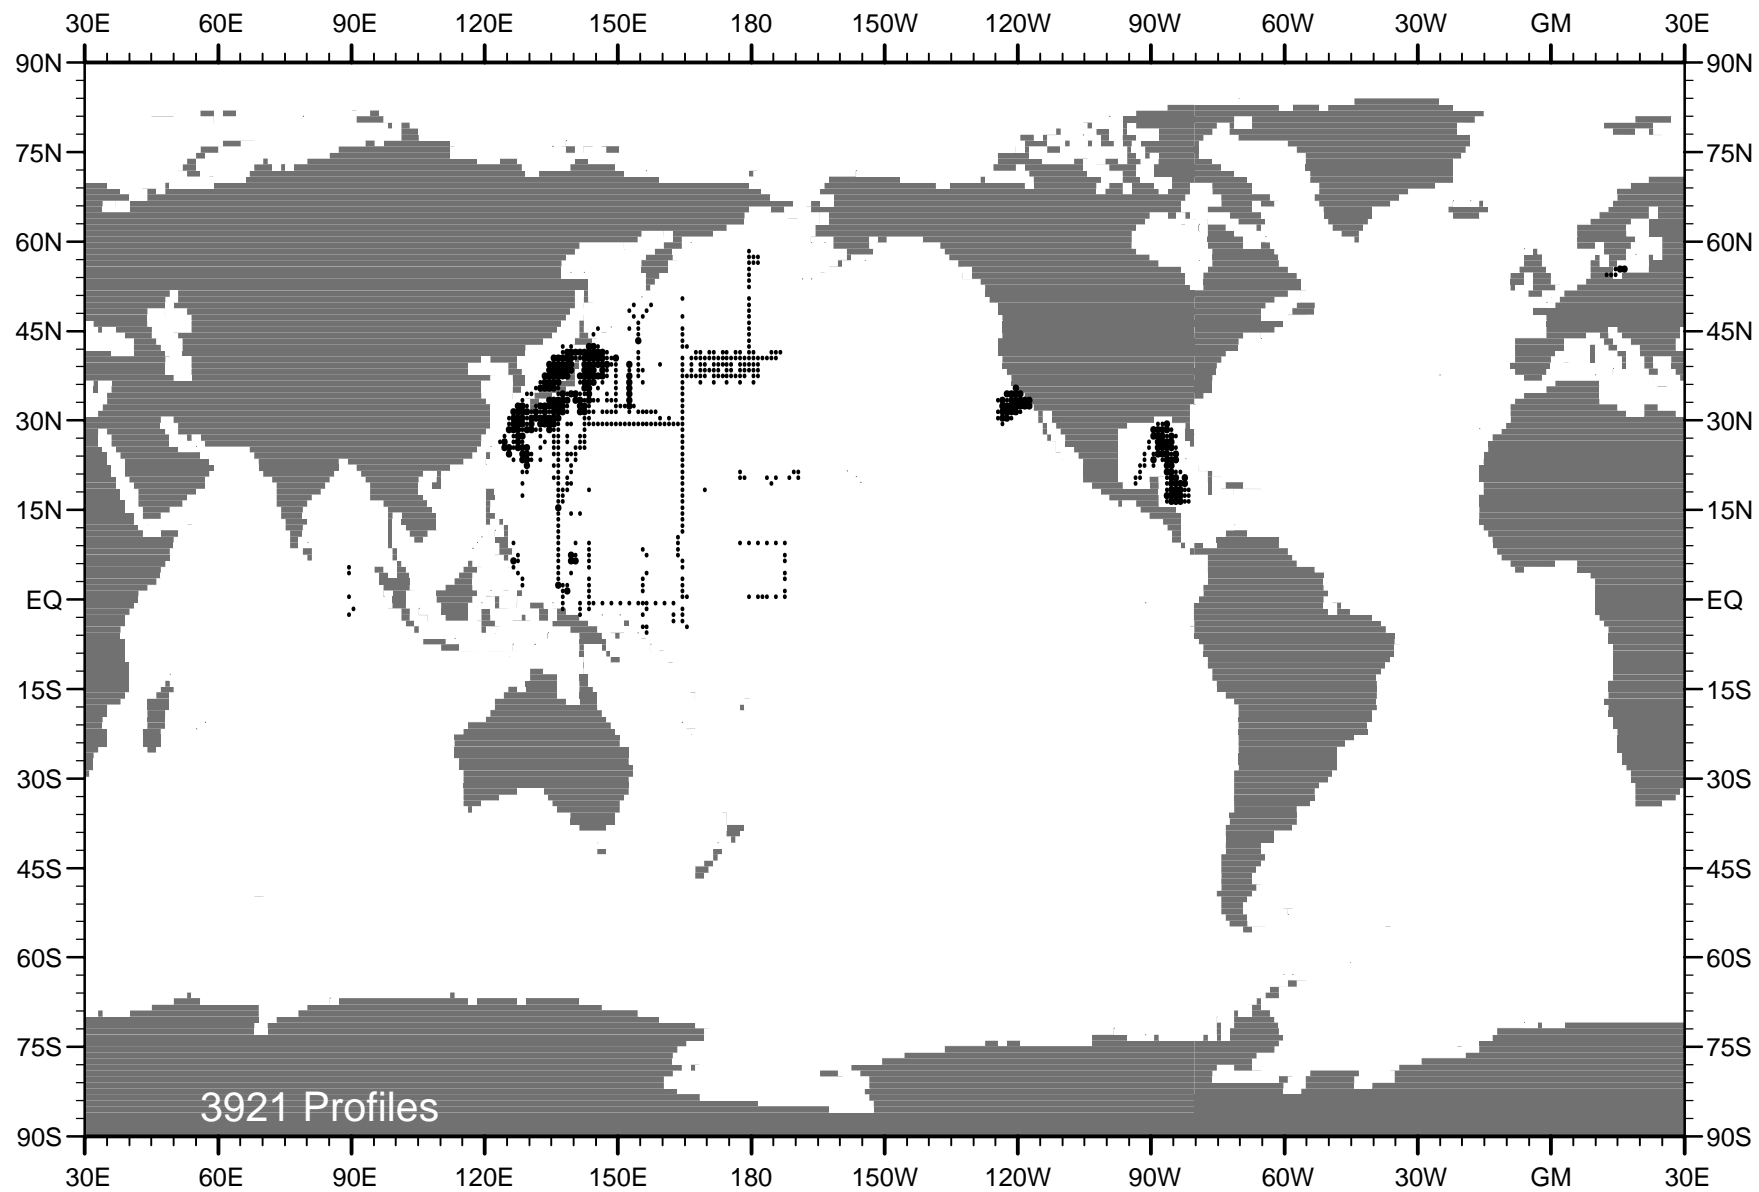 30E 60E 90E 120E 150E 180 150W 120W 90W 60W 30W GM 30E
90N 90N
75N 75N
60N 60N
45N 45N
30N 30N
15N 15N
EQ EQ
15S 15S
30S 30S
45S 45S
60S 60S
75S 75S
3921 Profiles
90S 90S
30E 60E 90E 120E 150E 180 150W 120W 90W 60W 30W GM 30E